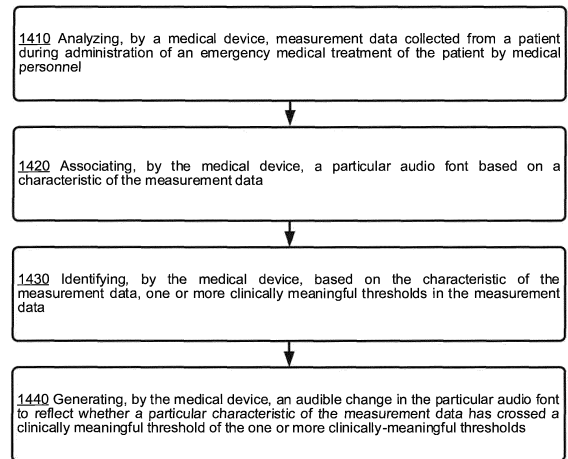 1410 Analyzing, by a medical device, measurement data collected from a patient
during administration of an emergency medical treatment of the patient by medical
personnel
1420 Associating, by the medical device, a particular audio font based on a
characteristic of the measurement data
1430 Identifying, by the medical device, based on the characteristic of the
measurement data, one or more clinically meaningful thresholds in the measurement
data
1440 Generating, by the medical device, an audible change in the particular audio font
to reflect whether a particular characteristic of the measurement data has crossed a
clinically meaningful threshold of the one or more clinically-meaningful thresholds